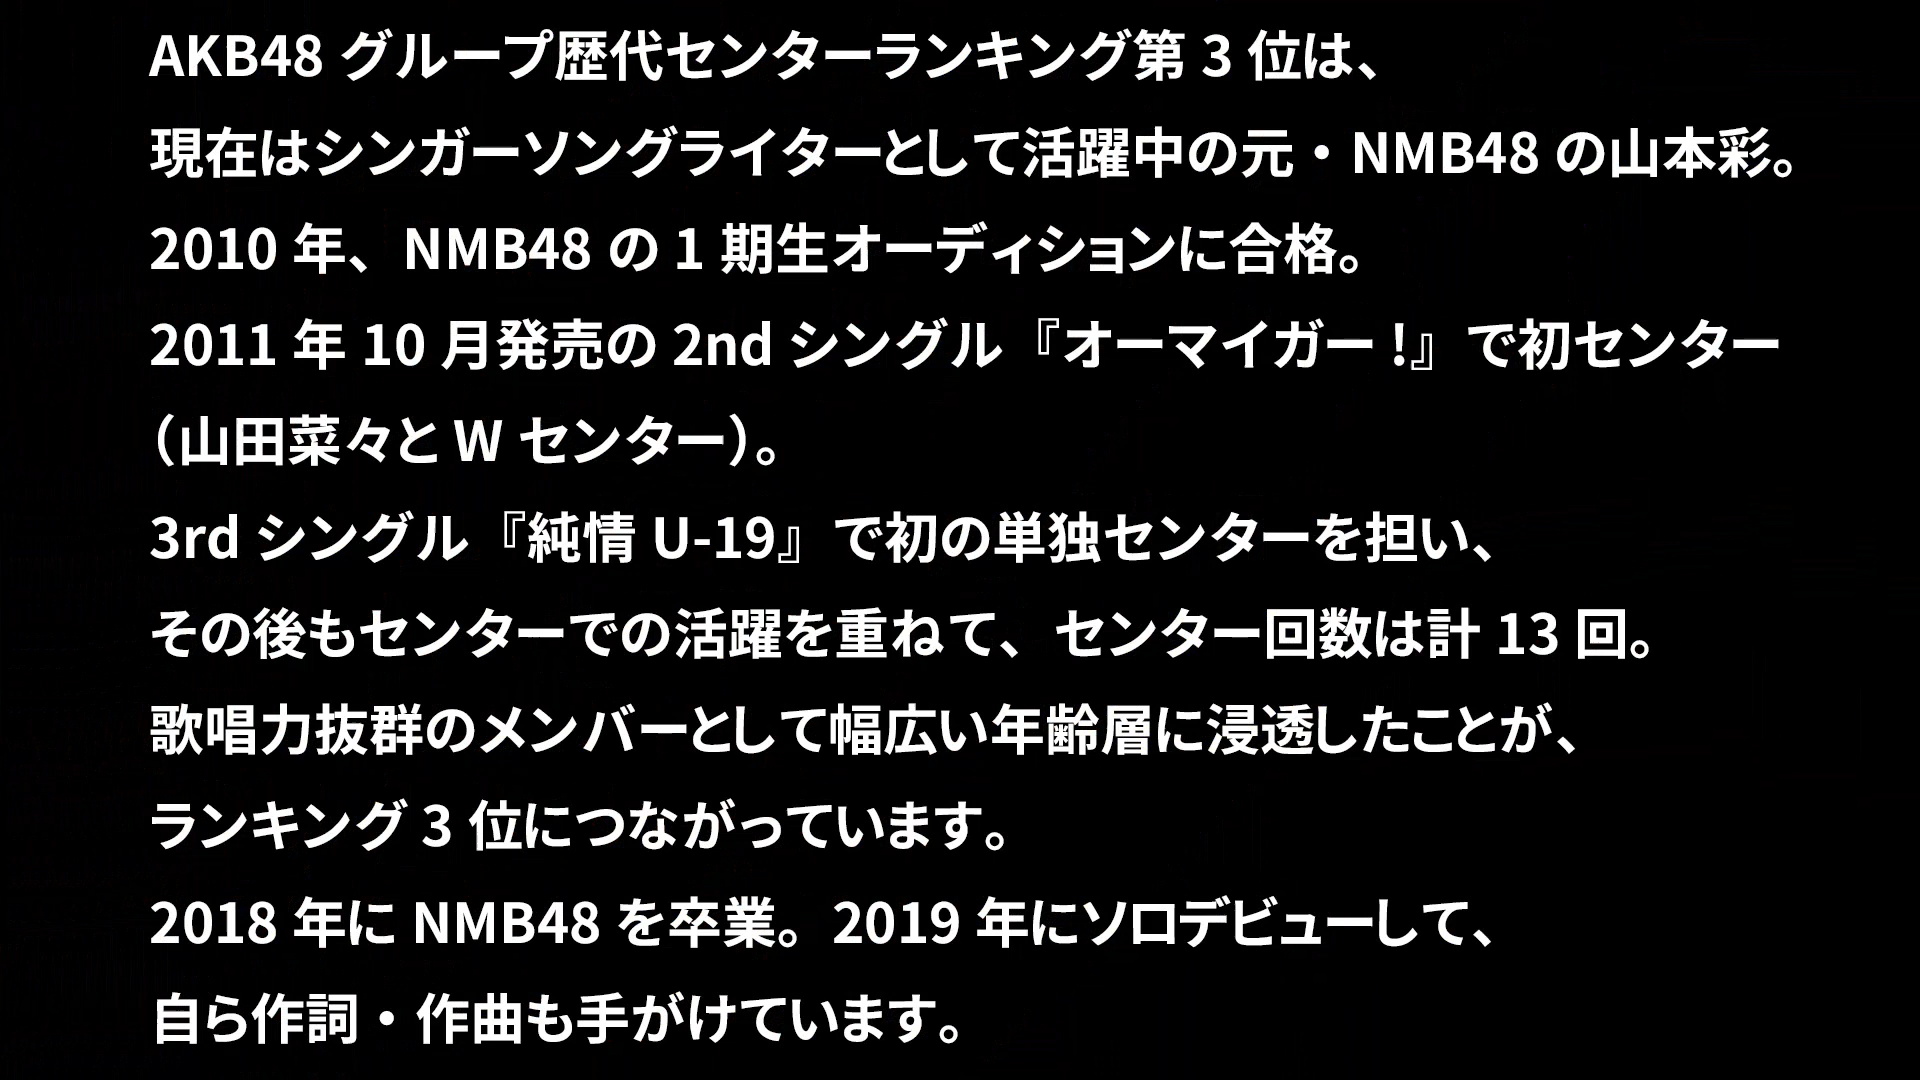 AKB48 グループ歴代センターランキング第 3 位は、
現在はシンガーソングライターとして活躍中の元・NMB48 の山本彩。
2010 年、NMB48 の 1 期生オーディションに合格。
2011 年 10 月発売の 2nd シングル『オーマイガー!』で初センター
（山田菜々と W センター）。
3rd シングル『純情 U-19』で初の単独センターを担い、
その後もセンターでの活躍を重ねて、センター回数は計 13 回。
歌唱力抜群のメンバーとして幅広い年齢層に浸透したことが、
ランキング 3 位につながっています。
2018 年に NMB48 を卒業。2019 年にソロデビューして、
自ら作詞・作曲も手がけています。